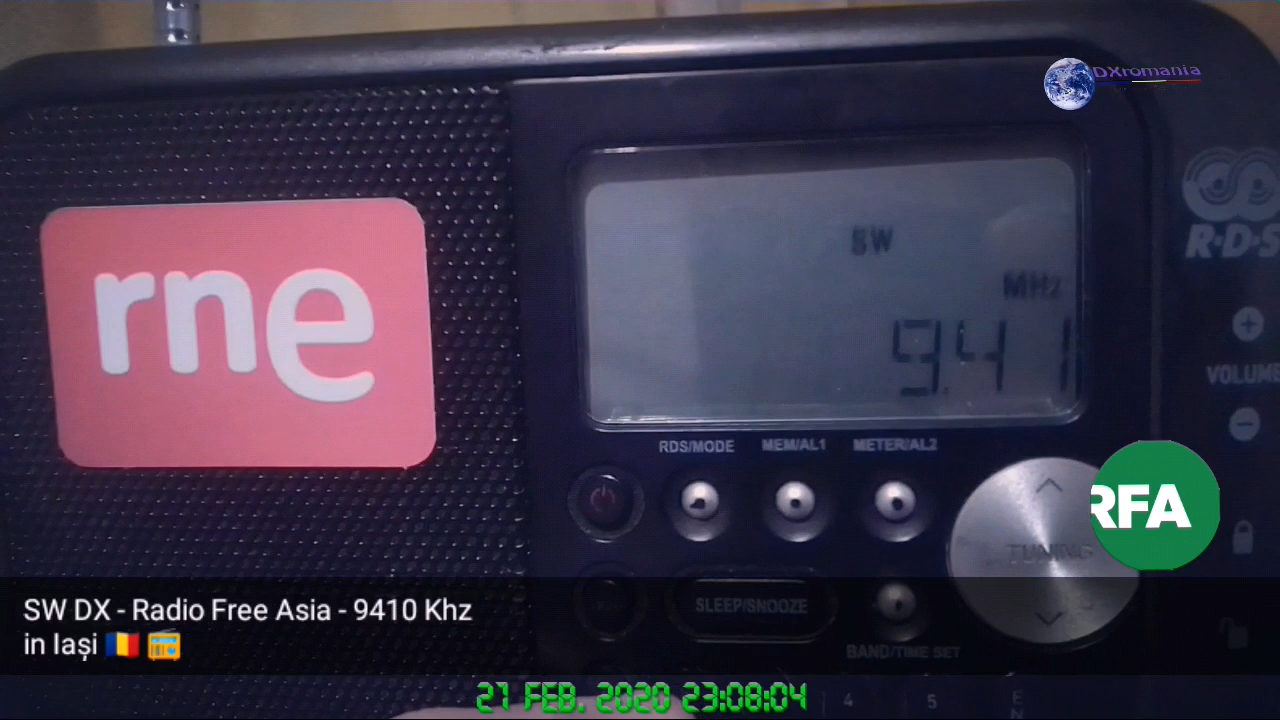 DXromania
rne
SW
MHz
9.41
R·D·S
VOLUME
RDS/MODE
MEM/AL1
METER/AL2
TUNING
RFA
SLEEP/SNOOZE
BAND/TIME SET
SW DX - Radio Free Asia - 9410 Khz
in Iași 🇷🇴 📻
21 FEB. 2020 23:08:04
4
5